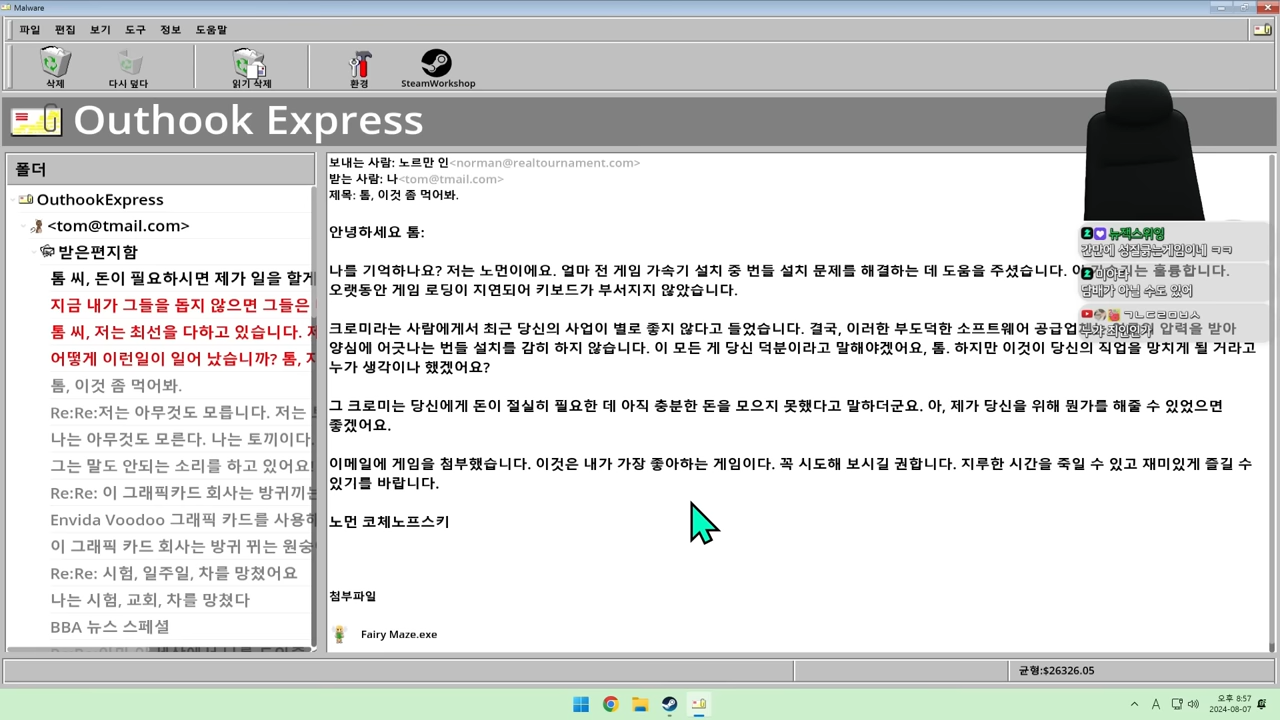 Malware
파일 편집 보기 도구 정보 도움말
삭제 다시 덮다 읽기 삭제 환경 SteamWorkshop
Outhook Express
폴더
OuthookExpress
<tom@tmail.com>
받은편지함
톰 씨, 돈이 필요하시면 제가 일을 할게
지금 내가 그들을 돕지 않으면 그들은
톰 씨, 저는 최선을 다하고 있습니다.
어떻게 이런일이 일어 났습니까? 톰,
톰, 이것 좀 먹어봐.
Re:Re:저는 아무것도 모릅니다. 저는
나는 아무것도 모른다. 나는 토끼이다.
그는 말도 안되는 소리를 하고 있어요
Re:Re: 이 그래픽카드 회사는 방귀끼는
Envida Voodoo 그래픽 카드를 사용해
이 그래픽 카드 회사는 방귀 뀌는 원숭
Re:Re: 시험, 일주일, 차를 망쳤어요
나는 시험, 교회, 차를 망쳤다
BBA 뉴스 스페셜
보내는 사람: 노르만 인<norman@realtournament.com>
받는 사람: 나<tom@tmail.com>
제목: 톰, 이것 좀 먹어봐.
안녕하세요 톰:
나를 기억하나요? 저는 노먼이에요. 얼마 전 게임 가속기 설치 중 번들 설치 문제를 해결하는 데 도움을 주셨습니다. 훌륭합니다.
오랫동안 게임 로딩이 지연되어 키보드가 부서지지 않았습니다.
크로미라는 사람에게서 최근 당신의 사업이 별로 좋지 않다고 들었습니다. 결국, 이러한 부도덕한 소프트웨어 공급업 압력을 받아
양심에 어긋나는 번들 설치를 감히 하지 않습니다. 이 모든 게 당신 덕분이라고 말해야겠어요, 톰. 하지만 이것이 당신의 직업을 망치게 될 거라고
누가 생각이나 했겠어요?
그 크로미는 당신에게 돈이 절실히 필요한 데 아직 충분한 돈을 모으지 못했다고 말하더군요. 아, 제가 당신을 위해 뭔가를 해줄 수 있었으면
좋겠어요.
이메일에 게임을 첨부했습니다. 이것은 내가 가장 좋아하는 게임이다. 꼭 시도해 보시길 권합니다. 지루한 시간을 죽일 수 있고 재미있게 즐길 수
있기를 바랍니다.
노먼 코체노프스키
첨부파일
Fairy Maze.exe
뉴젝스위잉
간만에 성질긁는게임이네 ㅋㅋ
담배가 아닐 수도 있어
ㄱㄴㄷㄹㅁㅂㅅ
균형:$26326.05
A
오후 8:57
2024-08-07